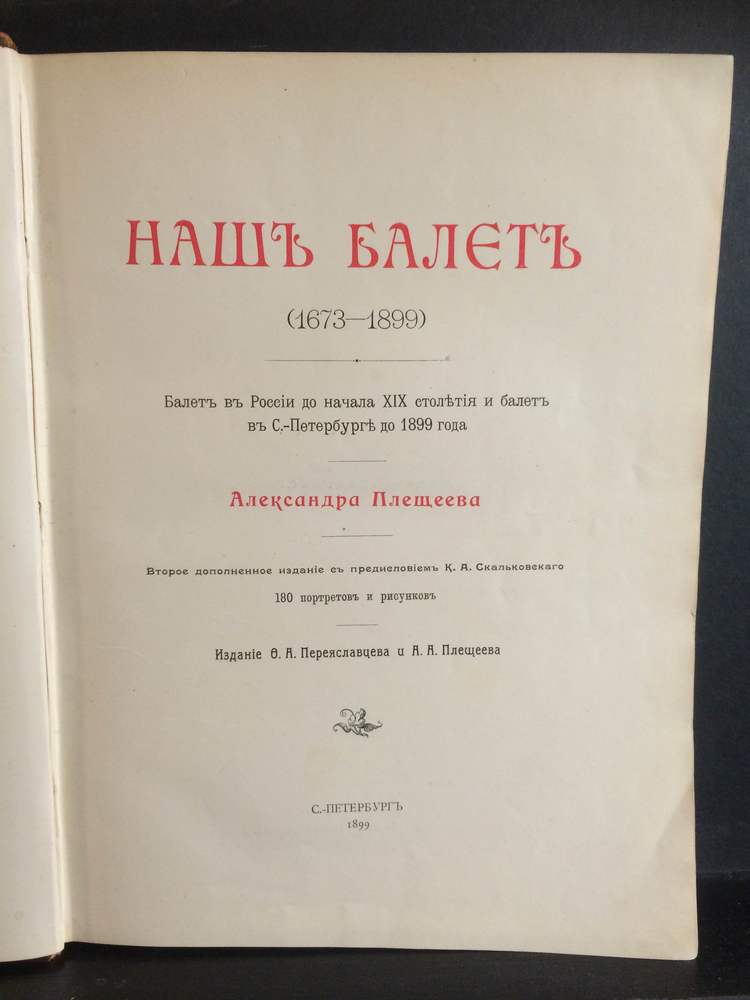 НАШЪ БАЛЕТЪ
(1673—1899)
Балетъ въ Россіи до начала XIX столѣтія и балетъ
въ С.-Петербургѣ до 1899 года
Александра Плещеева
Второе дополненное изданіе съ предисловіемъ К. А. Скальковскаго
180 портретовъ и рисунковъ
Изданіе Ѳ. А. Переяславцева и А. А. Плещеева
С.-ПЕТЕРБУРГЪ
1899